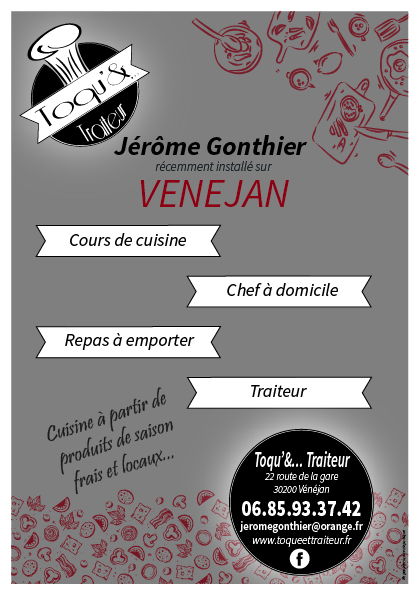 Toqu'&...
Traiteur
Jérôme Gonthier
récemment installé sur
VENEJAN
Cours de cuisine
Chef à domicile
Repas à emporter
Traiteur
Cuisine à partir de
produits de saison
frais et locaux...
Toqu'&... Traiteur
22 route de la gare
30200 Vénéjan
06.85.93.37.42
jeromegonthier@orange.fr
www.toqueettraiteur.fr
f